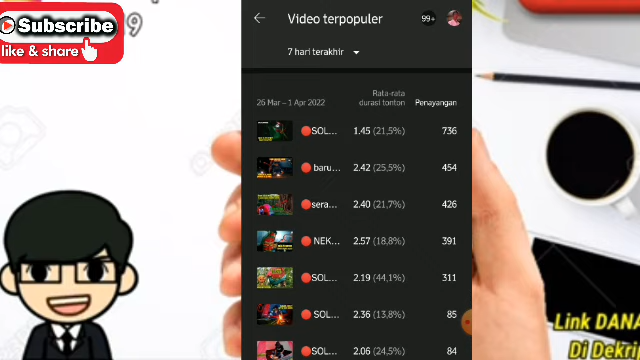 Subscribe
like & share
9
Video terpopuler
99+
7 hari terakhir
26 Mar – 1 Apr 2022
Rata-rata durasi tonton
Penayangan
SOL... 1.45 (21,5%) 736
baru... 2.42 (25,5%) 454
sera... 2.40 (21,7%) 426
NEK... 2.57 (18,8%) 391
SOL... 2.19 (44,1%) 311
SOL... 2.36 (13,8%) 85
SOL... 2.06 (24,5%) 84
Link DANA
Di Dekri